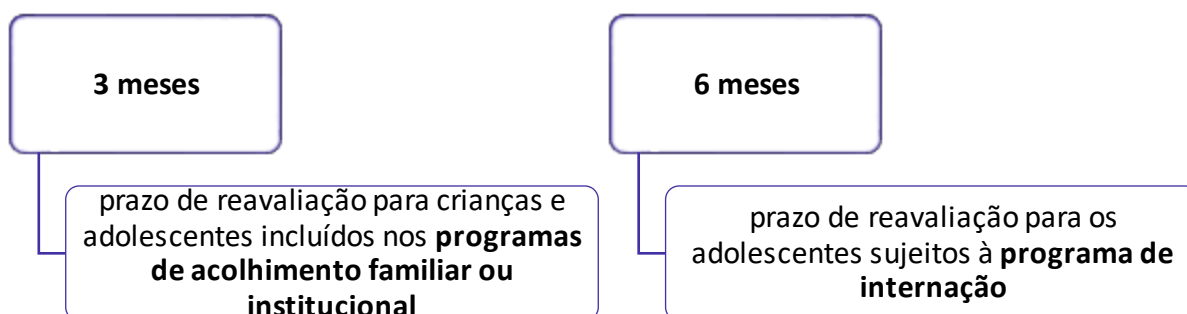 3 meses
prazo de reavaliação para crianças e
adolescentes incluídos nos programas
de acolhimento familiar ou
institucional
6 meses
prazo de reavaliação para os
adolescentes sujeitos à programa de
internação